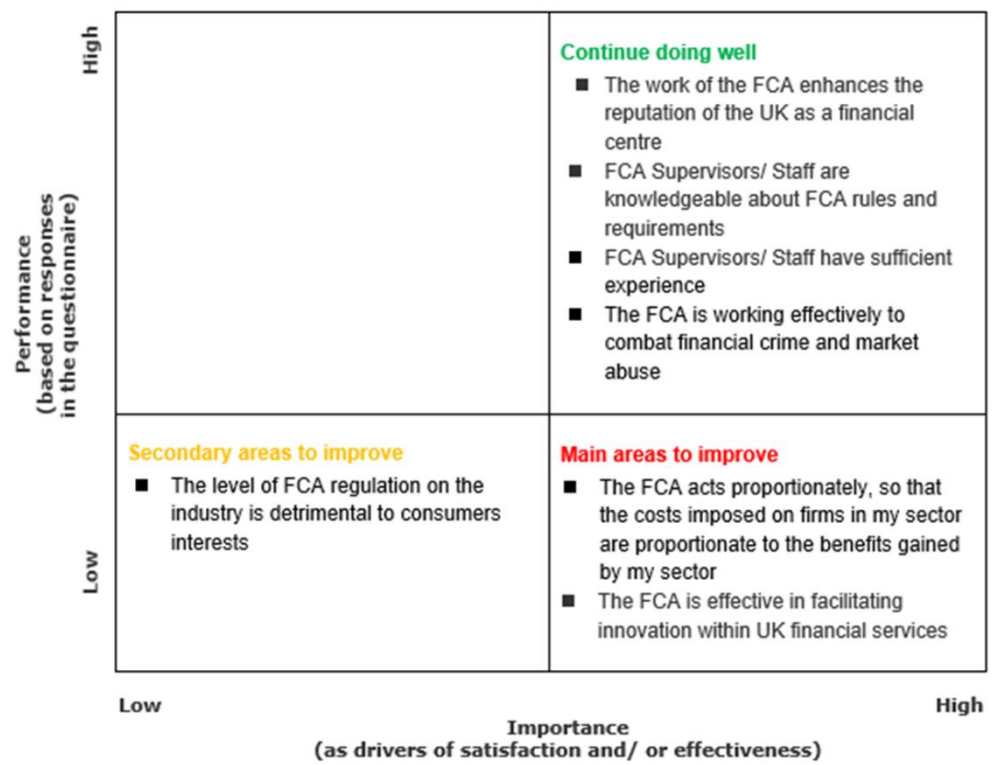 High
Performance
(based on responses
in the questionnaire)
Low
Continue doing well
■ The work of the FCA enhances the
reputation of the UK as a financial
centre
■ FCA Supervisors/ Staff are
knowledgeable about FCA rules and
requirements
■ FCA Supervisors/ Staff have sufficient
experience
■ The FCA is working effectively to
combat financial crime and market
abuse
Secondary areas to improve
■ The level of FCA regulation on the
industry is detrimental to consumers
interests
Main areas to improve
■ The FCA acts proportionately, so that
the costs imposed on firms in my sector
are proportionate to the benefits gained
by my sector
■ The FCA is effective in facilitating
innovation within UK financial services
Low
High
Importance
(as drivers of satisfaction and/ or effectiveness)